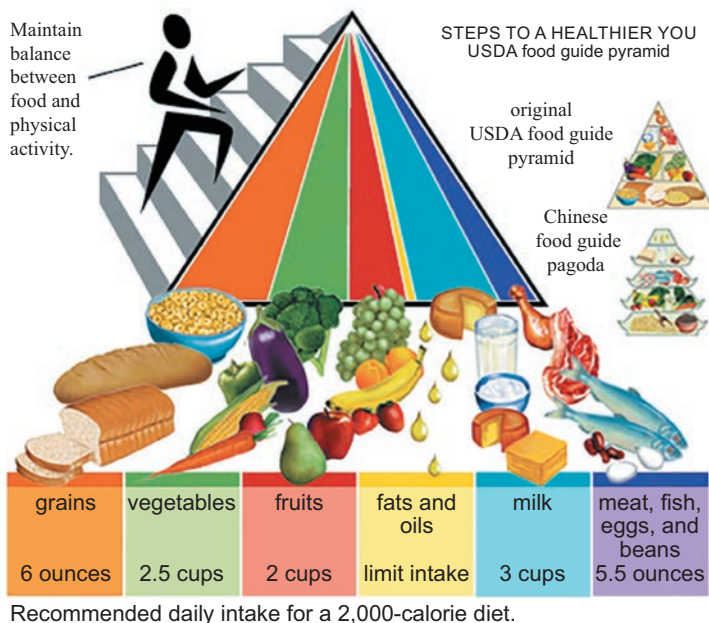 Maintain
balance
between
food and
physical
activity.
STEPS TO A HEALTHIER YOU
USDA food guide pyramid
original
USDA food guide
pyramid
Chinese
food guide
pagoda
grains
6 ounces
vegetables
2.5 cups
fruits
2 cups
fats and
oils
limit intake
milk
3 cups
meat, fish,
eggs, and
beans
5.5 ounces
Recommended daily intake for a 2,000-calorie diet.